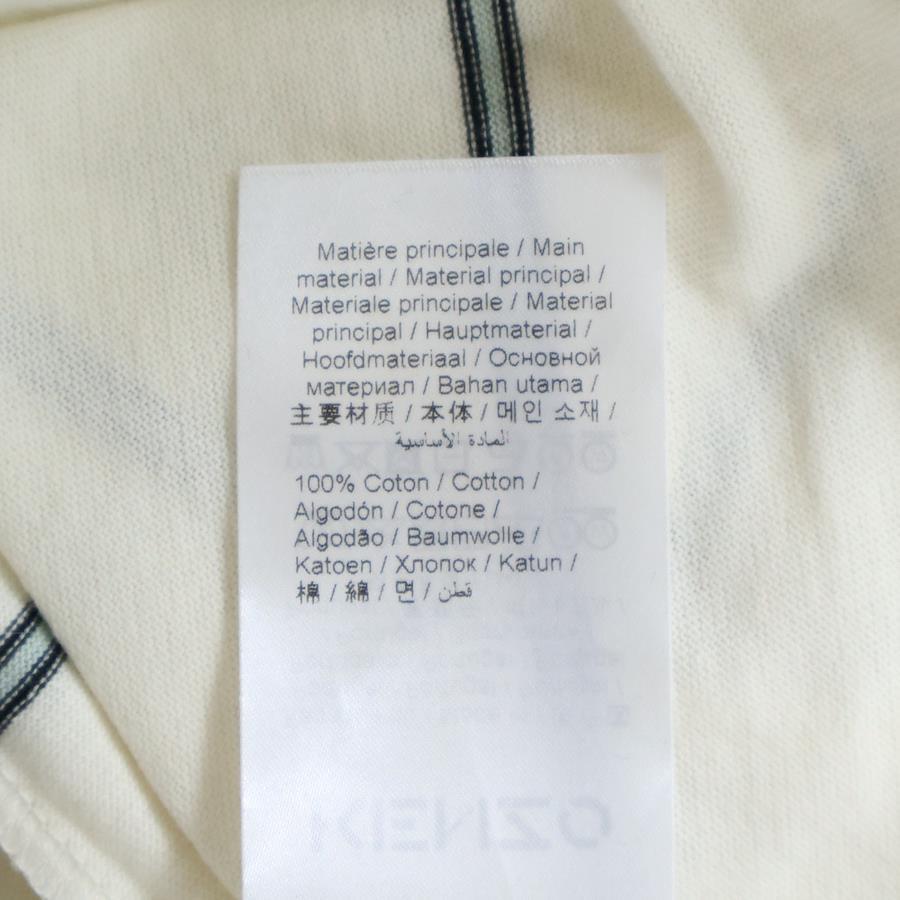 Matière principale / Main
material / Material principal /
Materiale principale / Material
principal / Hauptmaterial /
Hoofdmateriaal / Основной
материал / Bahan utama /
主要材质 / 本体 / 메인 소재 /
المادة الأساسية
100% Coton / Cotton /
Algodón / Cotone /
Algodão / Baumwolle /
Katoen / Хлопок / Katun /
棉 / 綿 / 면 / قطن
KENZO